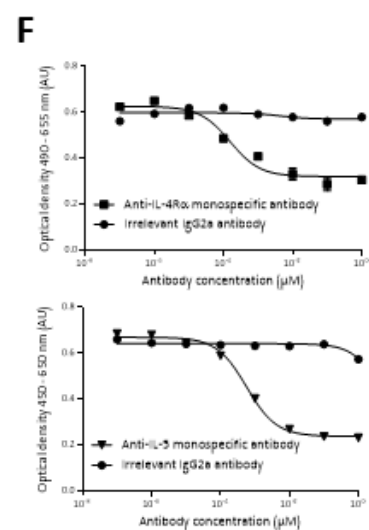 F
Optical density 490 - 655 nm (AU)
0.8
0.6
0.4
0.2
0.0
Anti-IL-4Rα monospecific antibody
Irrelevant IgG2a antibody
Antibody concentration (µM)
Optical density 450 - 650 nm (AU)
0.8
0.6
0.4
0.2
0.0
Anti-IL-5 monospecific antibody
Irrelevant IgG2a antibody
Antibody concentration (µM)